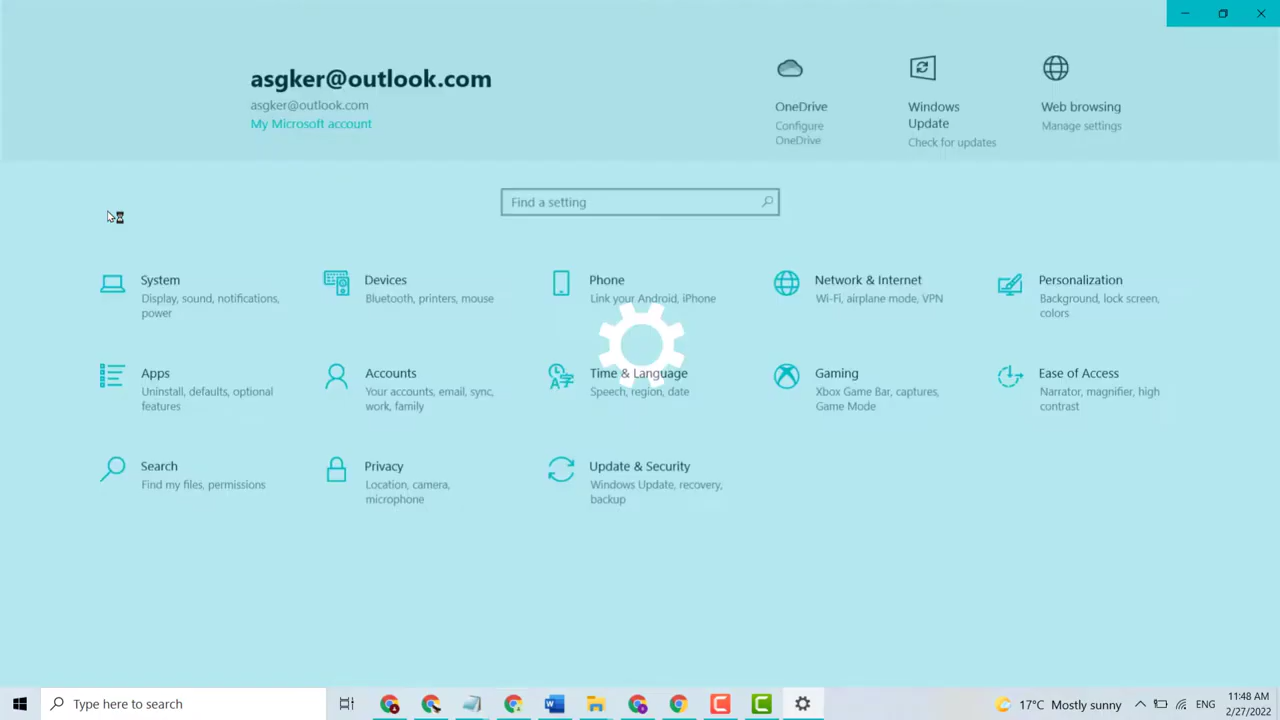 asgker@outlook.com
asgker@outlook.com
My Microsoft account
OneDrive
Configure
OneDrive
Windows
Update
Check for updates
Web browsing
Manage settings
Find a setting
System
Display, sound, notifications,
power
Devices
Bluetooth, printers, mouse
Phone
Link your Android, iPhone
Network & Internet
Wi-Fi, airplane mode, VPN
Personalization
Background, lock screen,
colors
Apps
Uninstall, defaults, optional
features
Accounts
Your accounts, email, sync,
work, family
Time & Language
Speech, region, date
Gaming
Xbox Game Bar, captures,
Game Mode
Ease of Access
Narrator, magnifier, high
contrast
Search
Find my files, permissions
Privacy
Location, camera,
microphone
Update & Security
Windows Update, recovery,
backup
Type here to search
17°C Mostly sunny
ENG
11:48 AM
2/27/2022